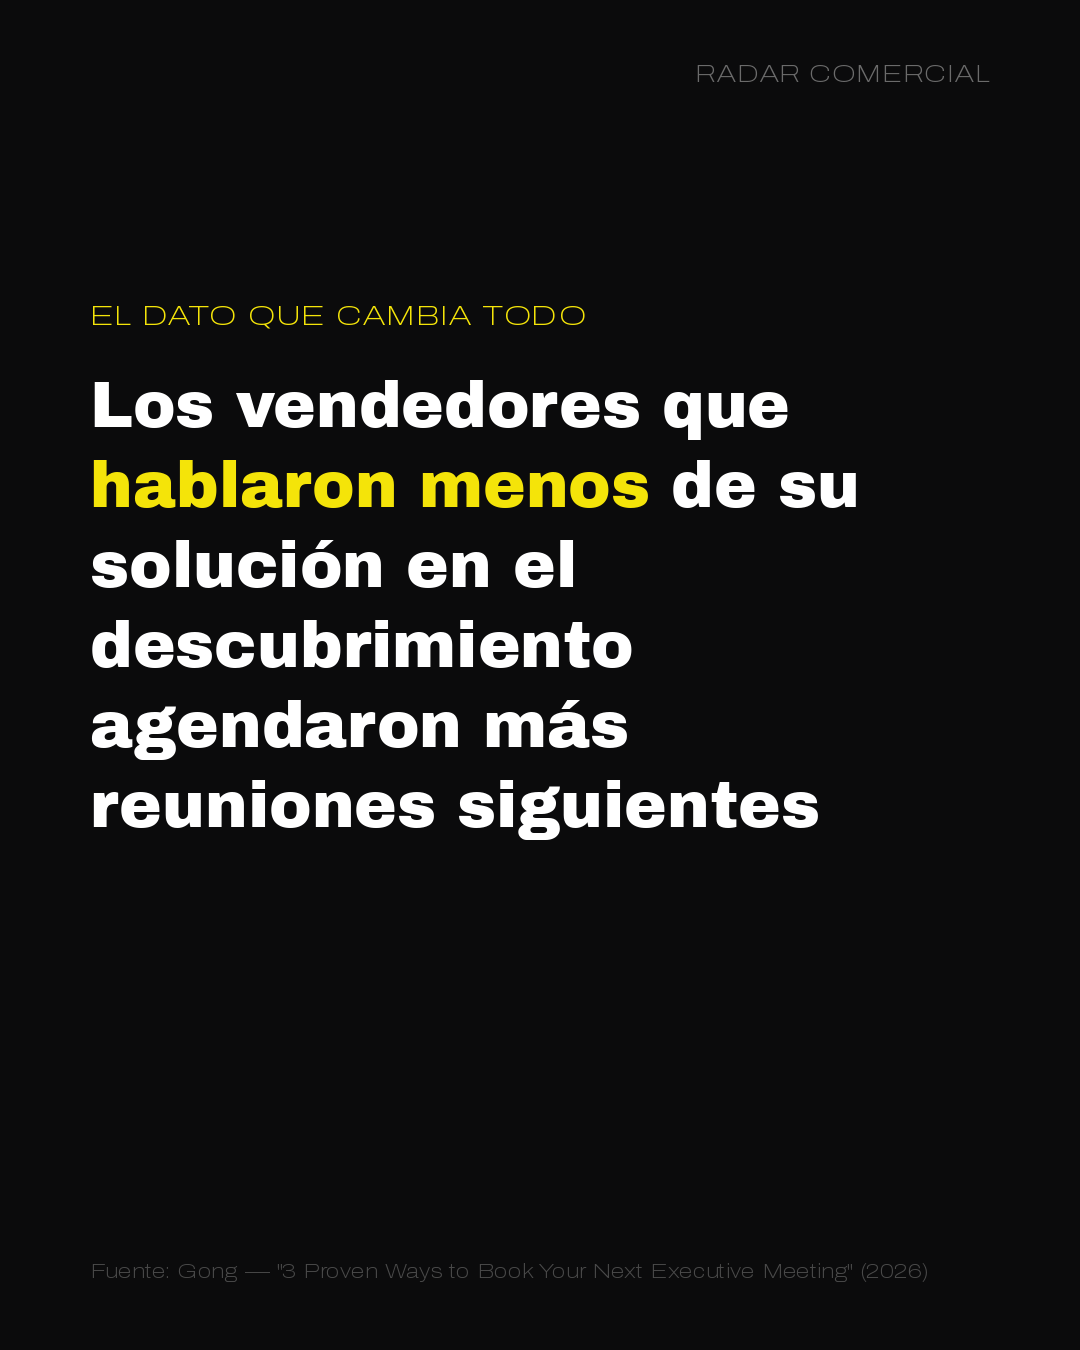 RADAR COMERCIAL
EL DATO QUE CAMBIA TODO
Los vendedores que
hablaron menos de su
solución en el
descubrimiento
agendaron más
reuniones siguientes
Fuente: Gong — "3 Proven Ways to Book Your Next Executive Meeting" (2026)